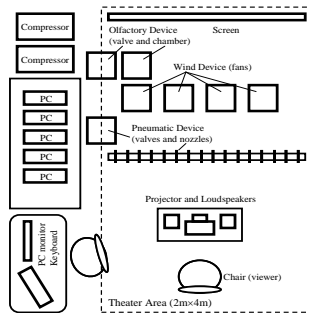 Compressor
Compressor
Olfactory Device
(valve and chamber)
Screen
Wind Device (fans)
PC
PC
PC
PC
PC
Pneumatic Device
(valves and nozzles)
Projector and Loudspeakers
PC monitor
Keyboard
Chair (viewer)
Theater Area (2m×4m)